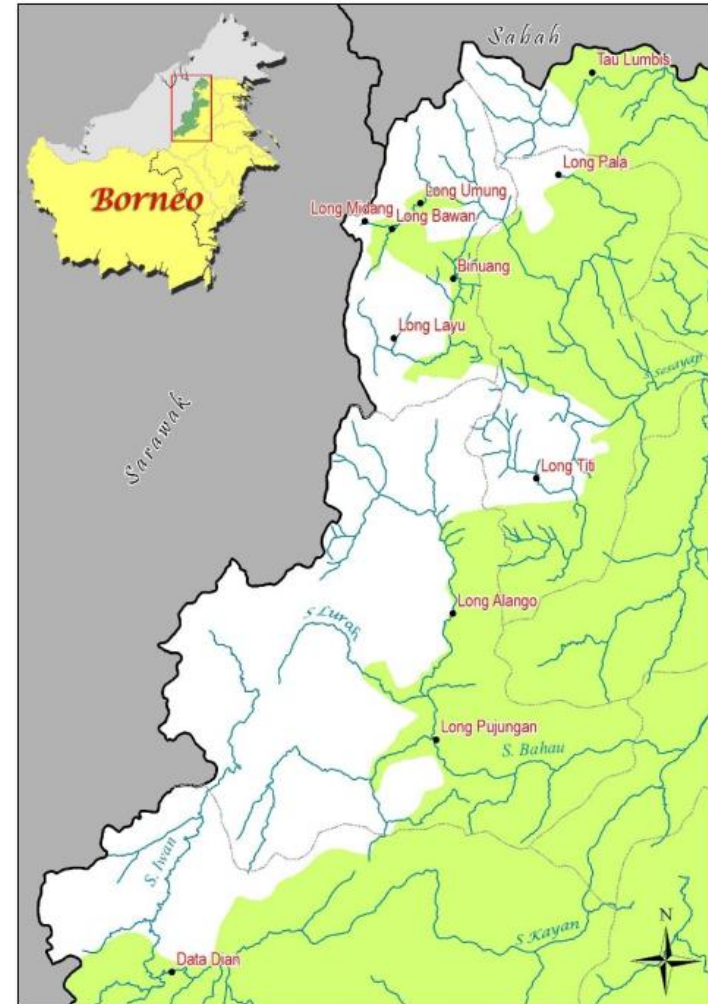 Sabah
Tau Lumbis
Long Pala
Long Umung
Long Midang
Long Bawan
Borneo
Binuang
Long Layu
S. Sesayap
Sarawak
Long Titi
Long Alango
S Lurah
Long Pujungan
S. Bahau
S. Iwan
N
S Kayan
Data Dian